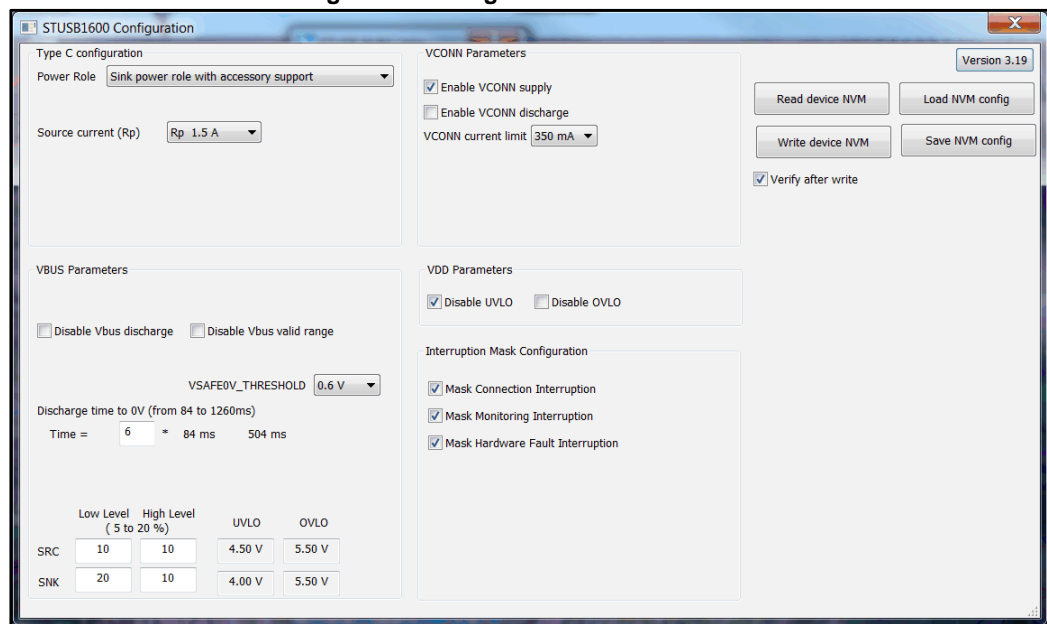 STUSB1600 Configuration
Type C configuration
Power Role Sink power role with accessory support
Source current (Rp) Rp 1.5 A
VCONN Parameters
Enable VCONN supply
Enable VCONN discharge
VCONN current limit 350 mA
Version 3.19
Read device NVM Load NVM config
Write device NVM Save NVM config
Verify after write
VBUS Parameters
Disable Vbus discharge Disable Vbus valid range
VSAFE0V_THRESHOLD 0.6 V
Discharge time to 0V (from 84 to 1260ms)
Time = 6 * 84 ms 504 ms
Low Level High Level
( 5 to 20 %) UVLO OVLO
SRC 10 10 4.50 V 5.50 V
SNK 20 10 4.00 V 5.50 V
VDD Parameters
Disable UVLO Disable OVLO
Interruption Mask Configuration
Mask Connection Interruption
Mask Monitoring Interruption
Mask Hardware Fault Interruption